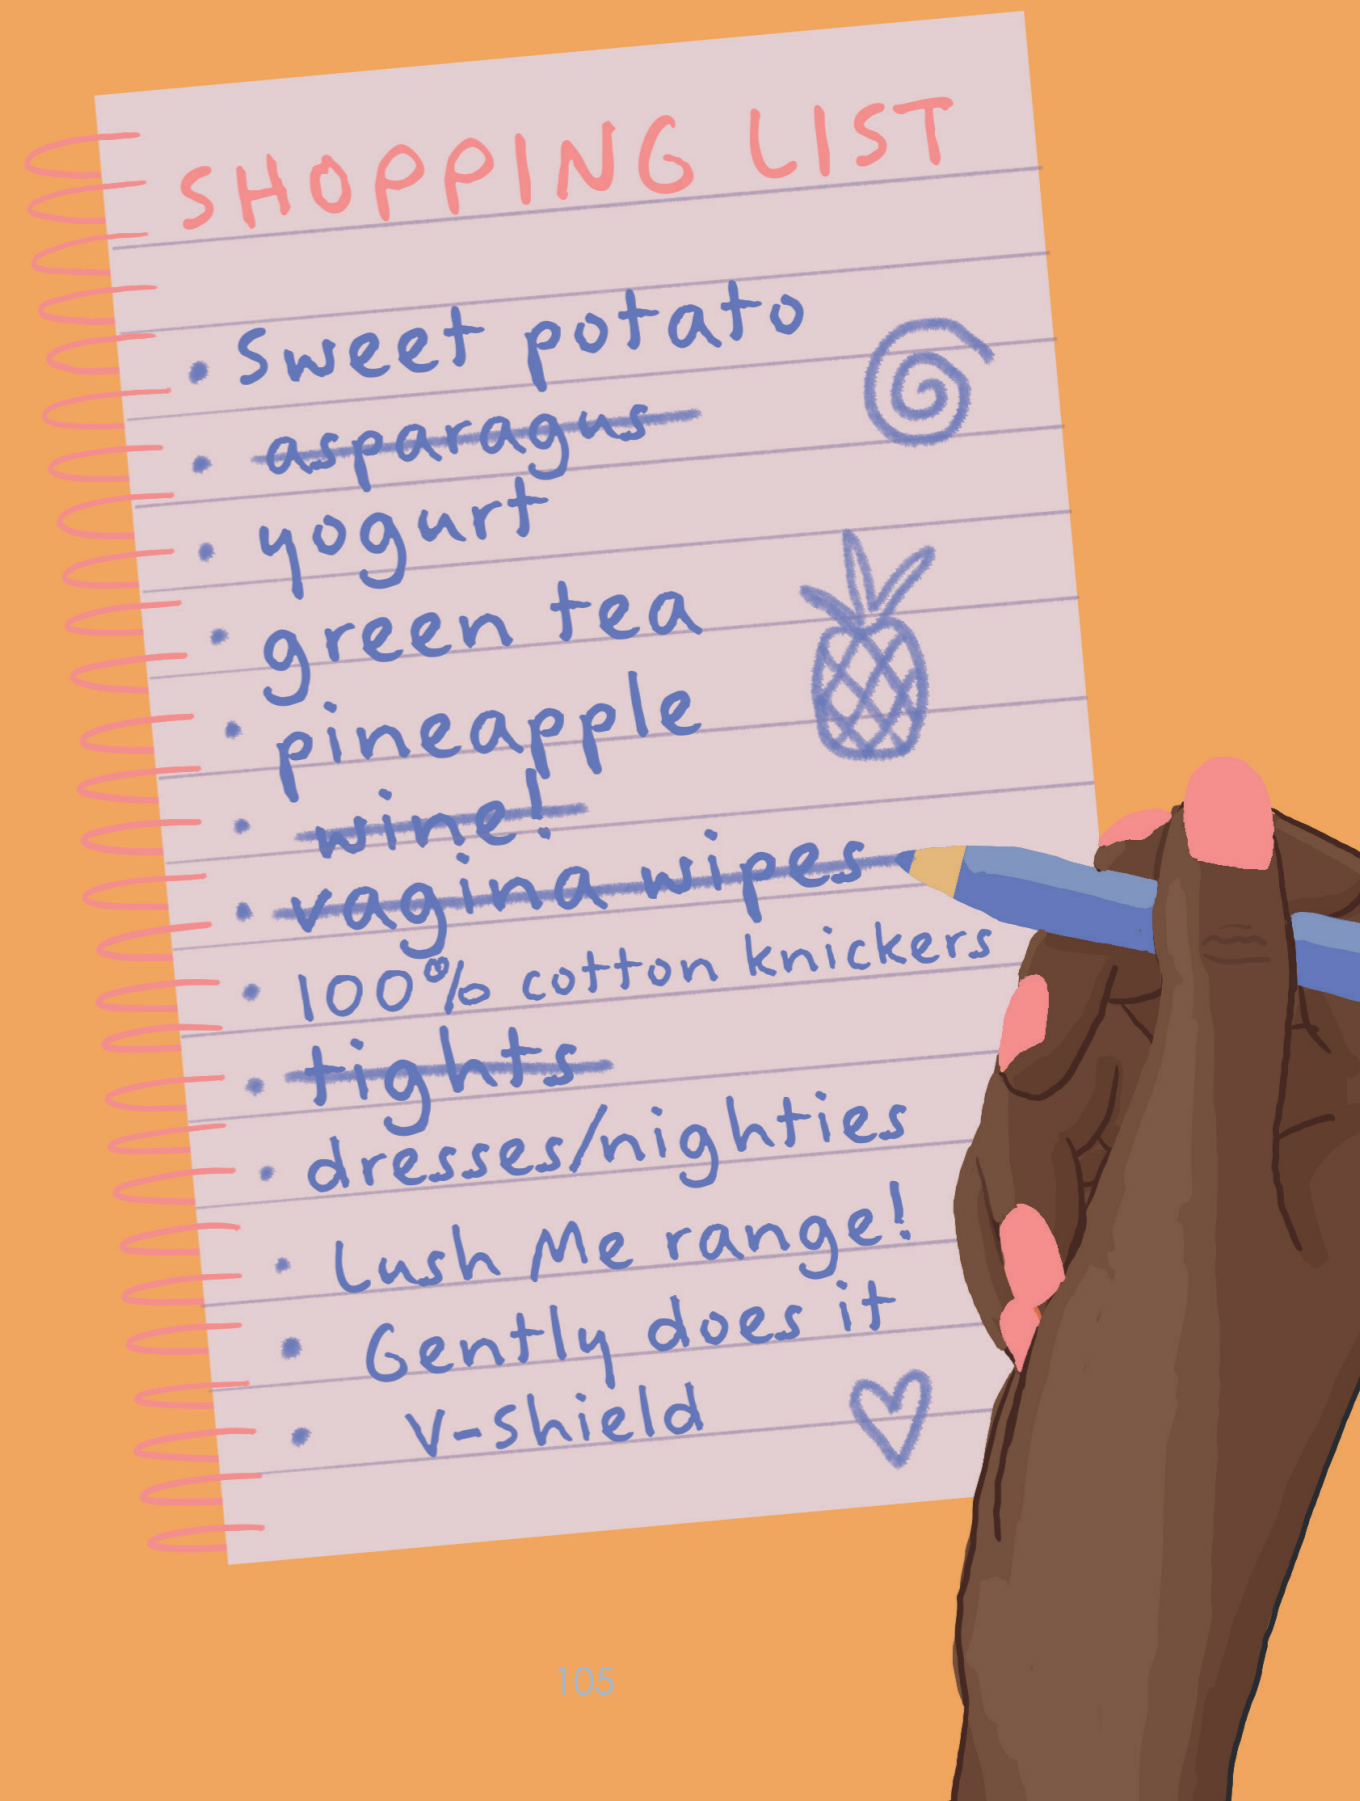 SHOPPING LIST
• Sweet potato
• asparagus
• yogurt
• green tea
• pineapple
• wine!
• vagina wipes
• 100% cotton knickers
• tights
• dresses/nighties
• Lush Me range!
• Gently does it
• V-shield
105